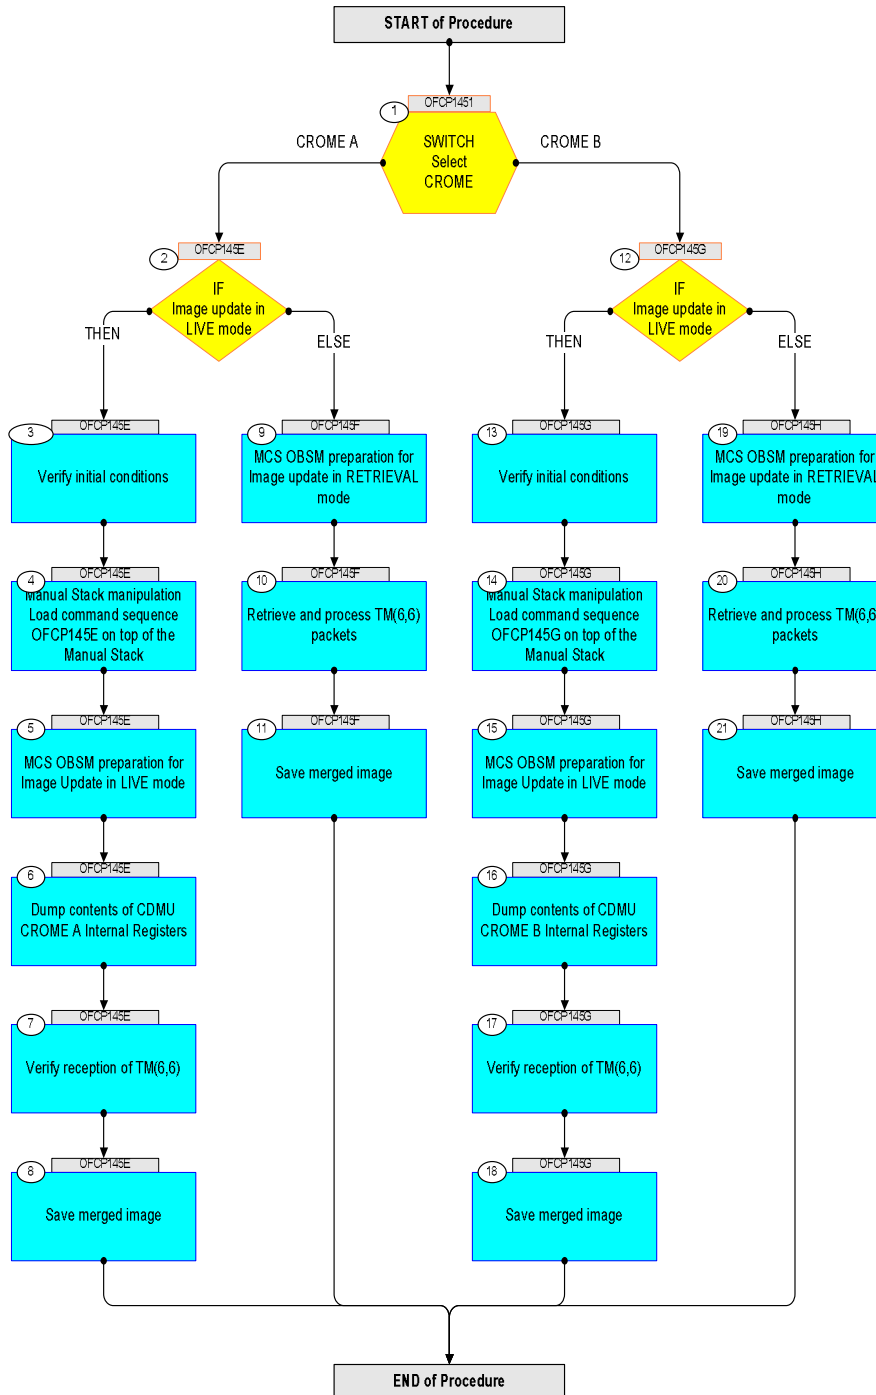 START of Procedure
OFCP1451
1
SWITCH
Select
CROME
CROME A
CROME B
OFCP145E
2
IF
Image update in
LIVE mode
THEN
ELSE
OFCP145G
12
IF
Image update in
LIVE mode
THEN
ELSE
OFCP145E
3
Verify initial conditions
OFCP145F
9
MCS OBSM preparation for
Image update in RETRIEVAL
mode
OFCP145G
13
Verify initial conditions
OFCP145H
19
MCS OBSM preparation for
Image update in RETRIEVAL
mode
OFCP145E
4
Manual Stack manipulation
Load command sequence
OFCP145E on top of the
Manual Stack
OFCP145F
10
Retrieve and process TM(6,6)
packets
OFCP145G
14
Manual Stack manipulation
Load command sequence
OFCP145G on top of the
Manual Stack
OFCP145H
20
Retrieve and process TM(6,6
packets
OFCP145E
5
MCS OBSM preparation for
Image Update in LIVE mode
OFCP145F
11
Save merged image
OFCP145G
15
MCS OBSM preparation for
Image Update in LIVE mode
OFCP145H
21
Save merged image
OFCP145E
6
Dump contents of CDMU
CROME A Internal Registers
OFCP145G
16
Dump contents of CDMU
CROME B Internal Registers
OFCP145E
7
Verify reception of TM(6,6)
OFCP145G
17
Verify reception of TM(6,6)
OFCP145E
8
Save merged image
OFCP145G
18
Save merged image
END of Procedure